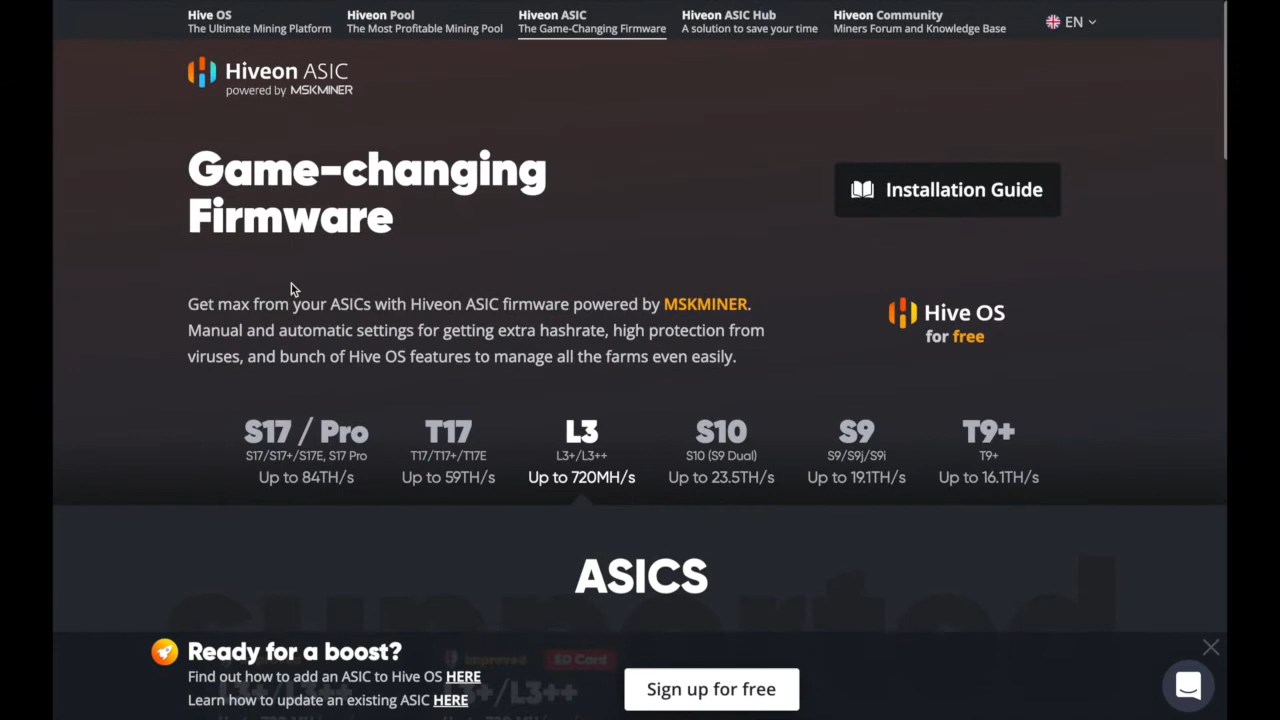 Hive OS
The Ultimate Mining Platform
Hiveon Pool
The Most Profitable Mining Pool
Hiveon ASIC
The Game-Changing Firmware
Hiveon ASIC Hub
A solution to save your time
Hiveon Community
Miners Forum and Knowledge Base
EN
Hiveon ASIC
powered by MSKMINER
Game-changing
Firmware
Installation Guide
Get max from your ASICs with Hiveon ASIC firmware powered by MSKMINER.
Manual and automatic settings for getting extra hashrate, high protection from
viruses, and bunch of Hive OS features to manage all the farms even easily.
Hive OS
for free
S17 / Pro
S17/S17+/S17E, S17 Pro
Up to 84TH/s
T17
T17/T17+/T17E
Up to 59TH/s
L3
L3+/L3++
Up to 720MH/s
S10
S10 (S9 Dual)
Up to 23.5TH/s
S9
S9/S9j/S9i
Up to 19.1TH/s
T9+
T9+
Up to 16.1TH/s
ASICS
supported
Improved
SD Card
L3+/L3++
Ready for a boost?
Find out how to add an ASIC to Hive OS HERE
Learn how to update an existing ASIC HERE
Sign up for free